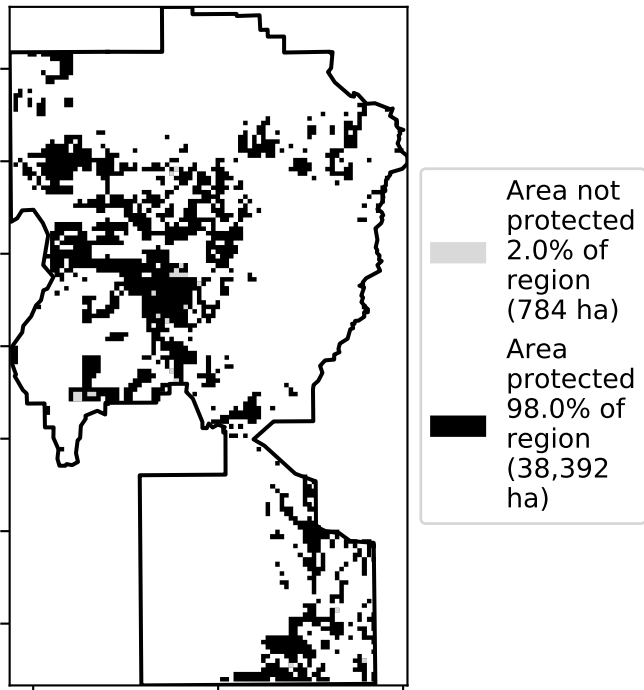 Area not
protected
2.0% of
region
(784 ha)
Area
protected
98.0% of
region
(38,392
ha)